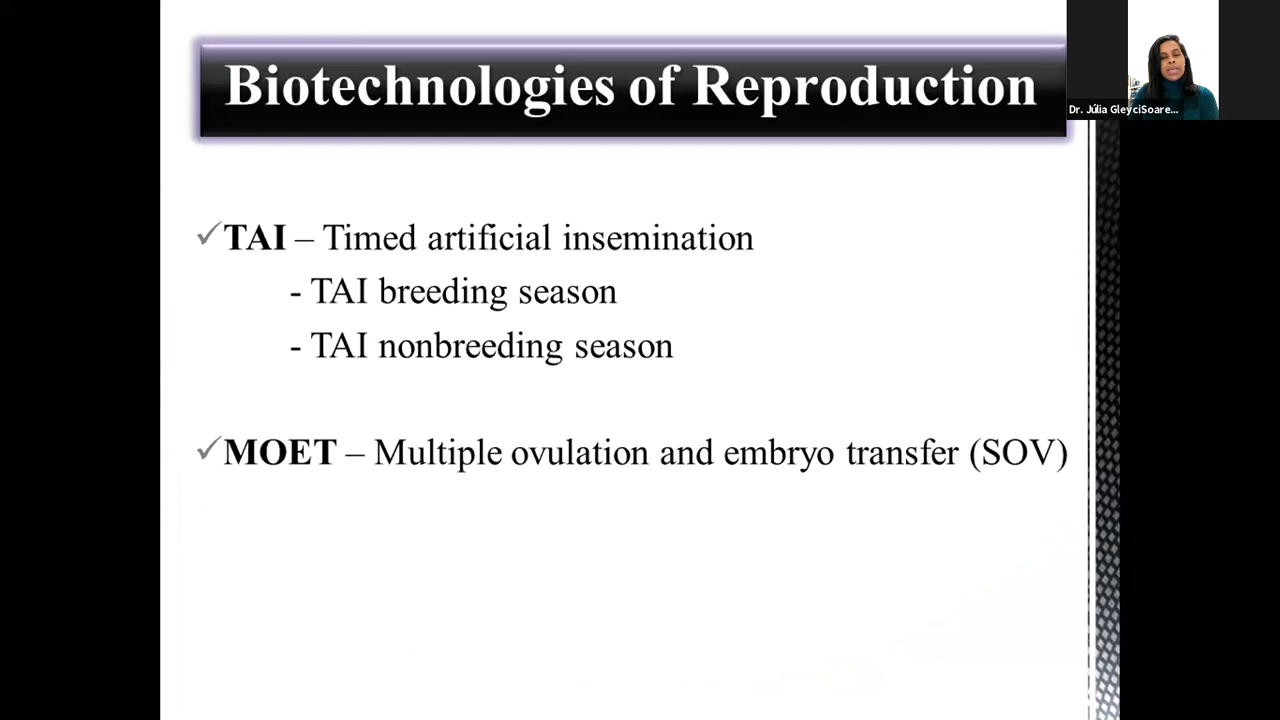 Biotechnologies of Reproduction
Dr. Júlia GleyciSoare...
✓TAI – Timed artificial insemination
- TAI breeding season
- TAI nonbreeding season
✓MOET – Multiple ovulation and embryo transfer (SOV)